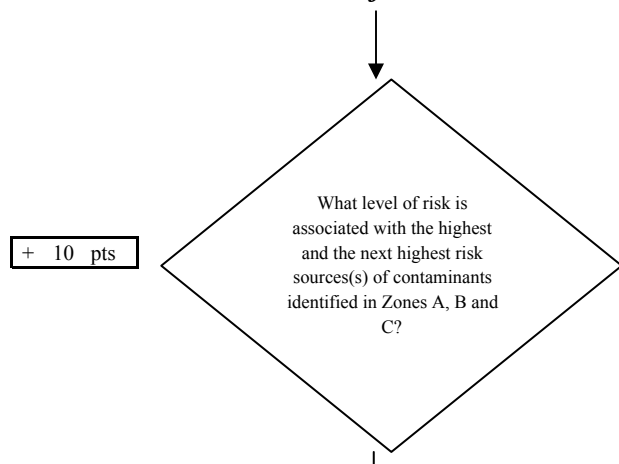 What level of risk is
associated with the highest
and the next highest risk
+ 10 pts
sources(s) of contaminants
identified in Zones A, B and
C?